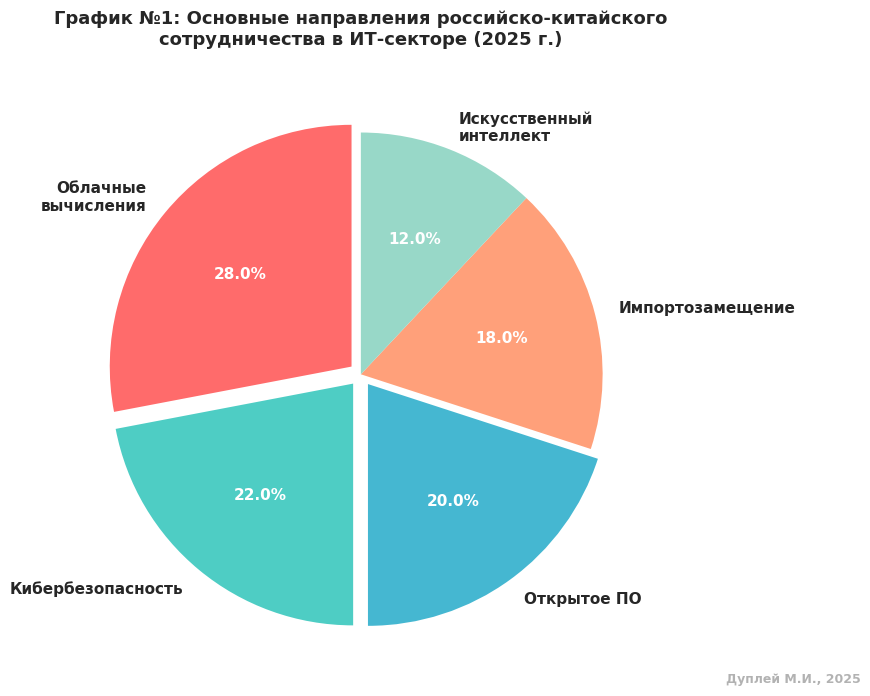 График №1: Основные направления российско-китайского
сотрудничества в ИТ-секторе (2025 г.)
Искусственный
интеллект
Облачные
вычисления
12.0%
28.0%
Импортозамещение
18.0%
22.0%
20.0%
Кибербезопасность
Открытое ПО
Дуплей М.И., 2025